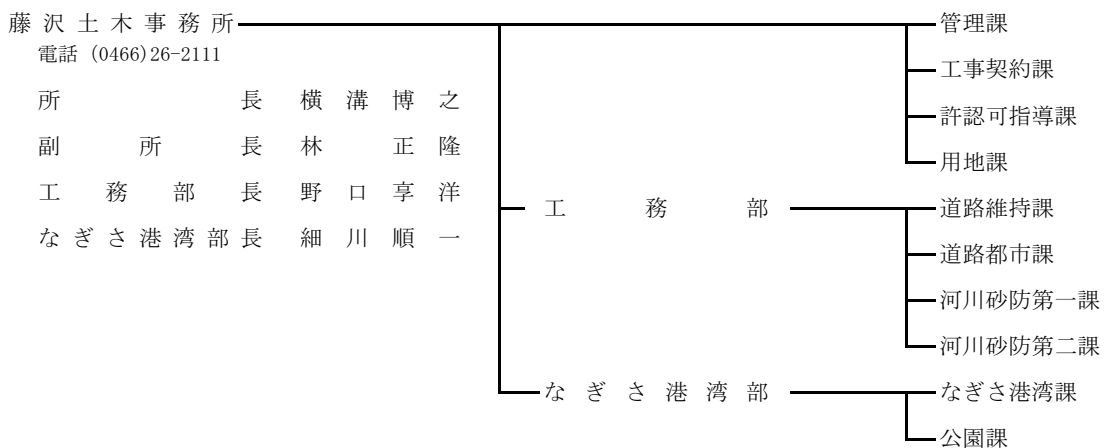 藤沢土木事務所
電話 (0466)26-2111
所長 横溝博之
副所長 林正隆
工務部長 野口享洋
なぎさ港湾部長 細川順一
管理課
工事契約課
許認可指導課
用地課
工務部
道路維持課
道路都市課
河川砂防第一課
河川砂防第二課
なぎさ港湾部
なぎさ港湾課
公園課